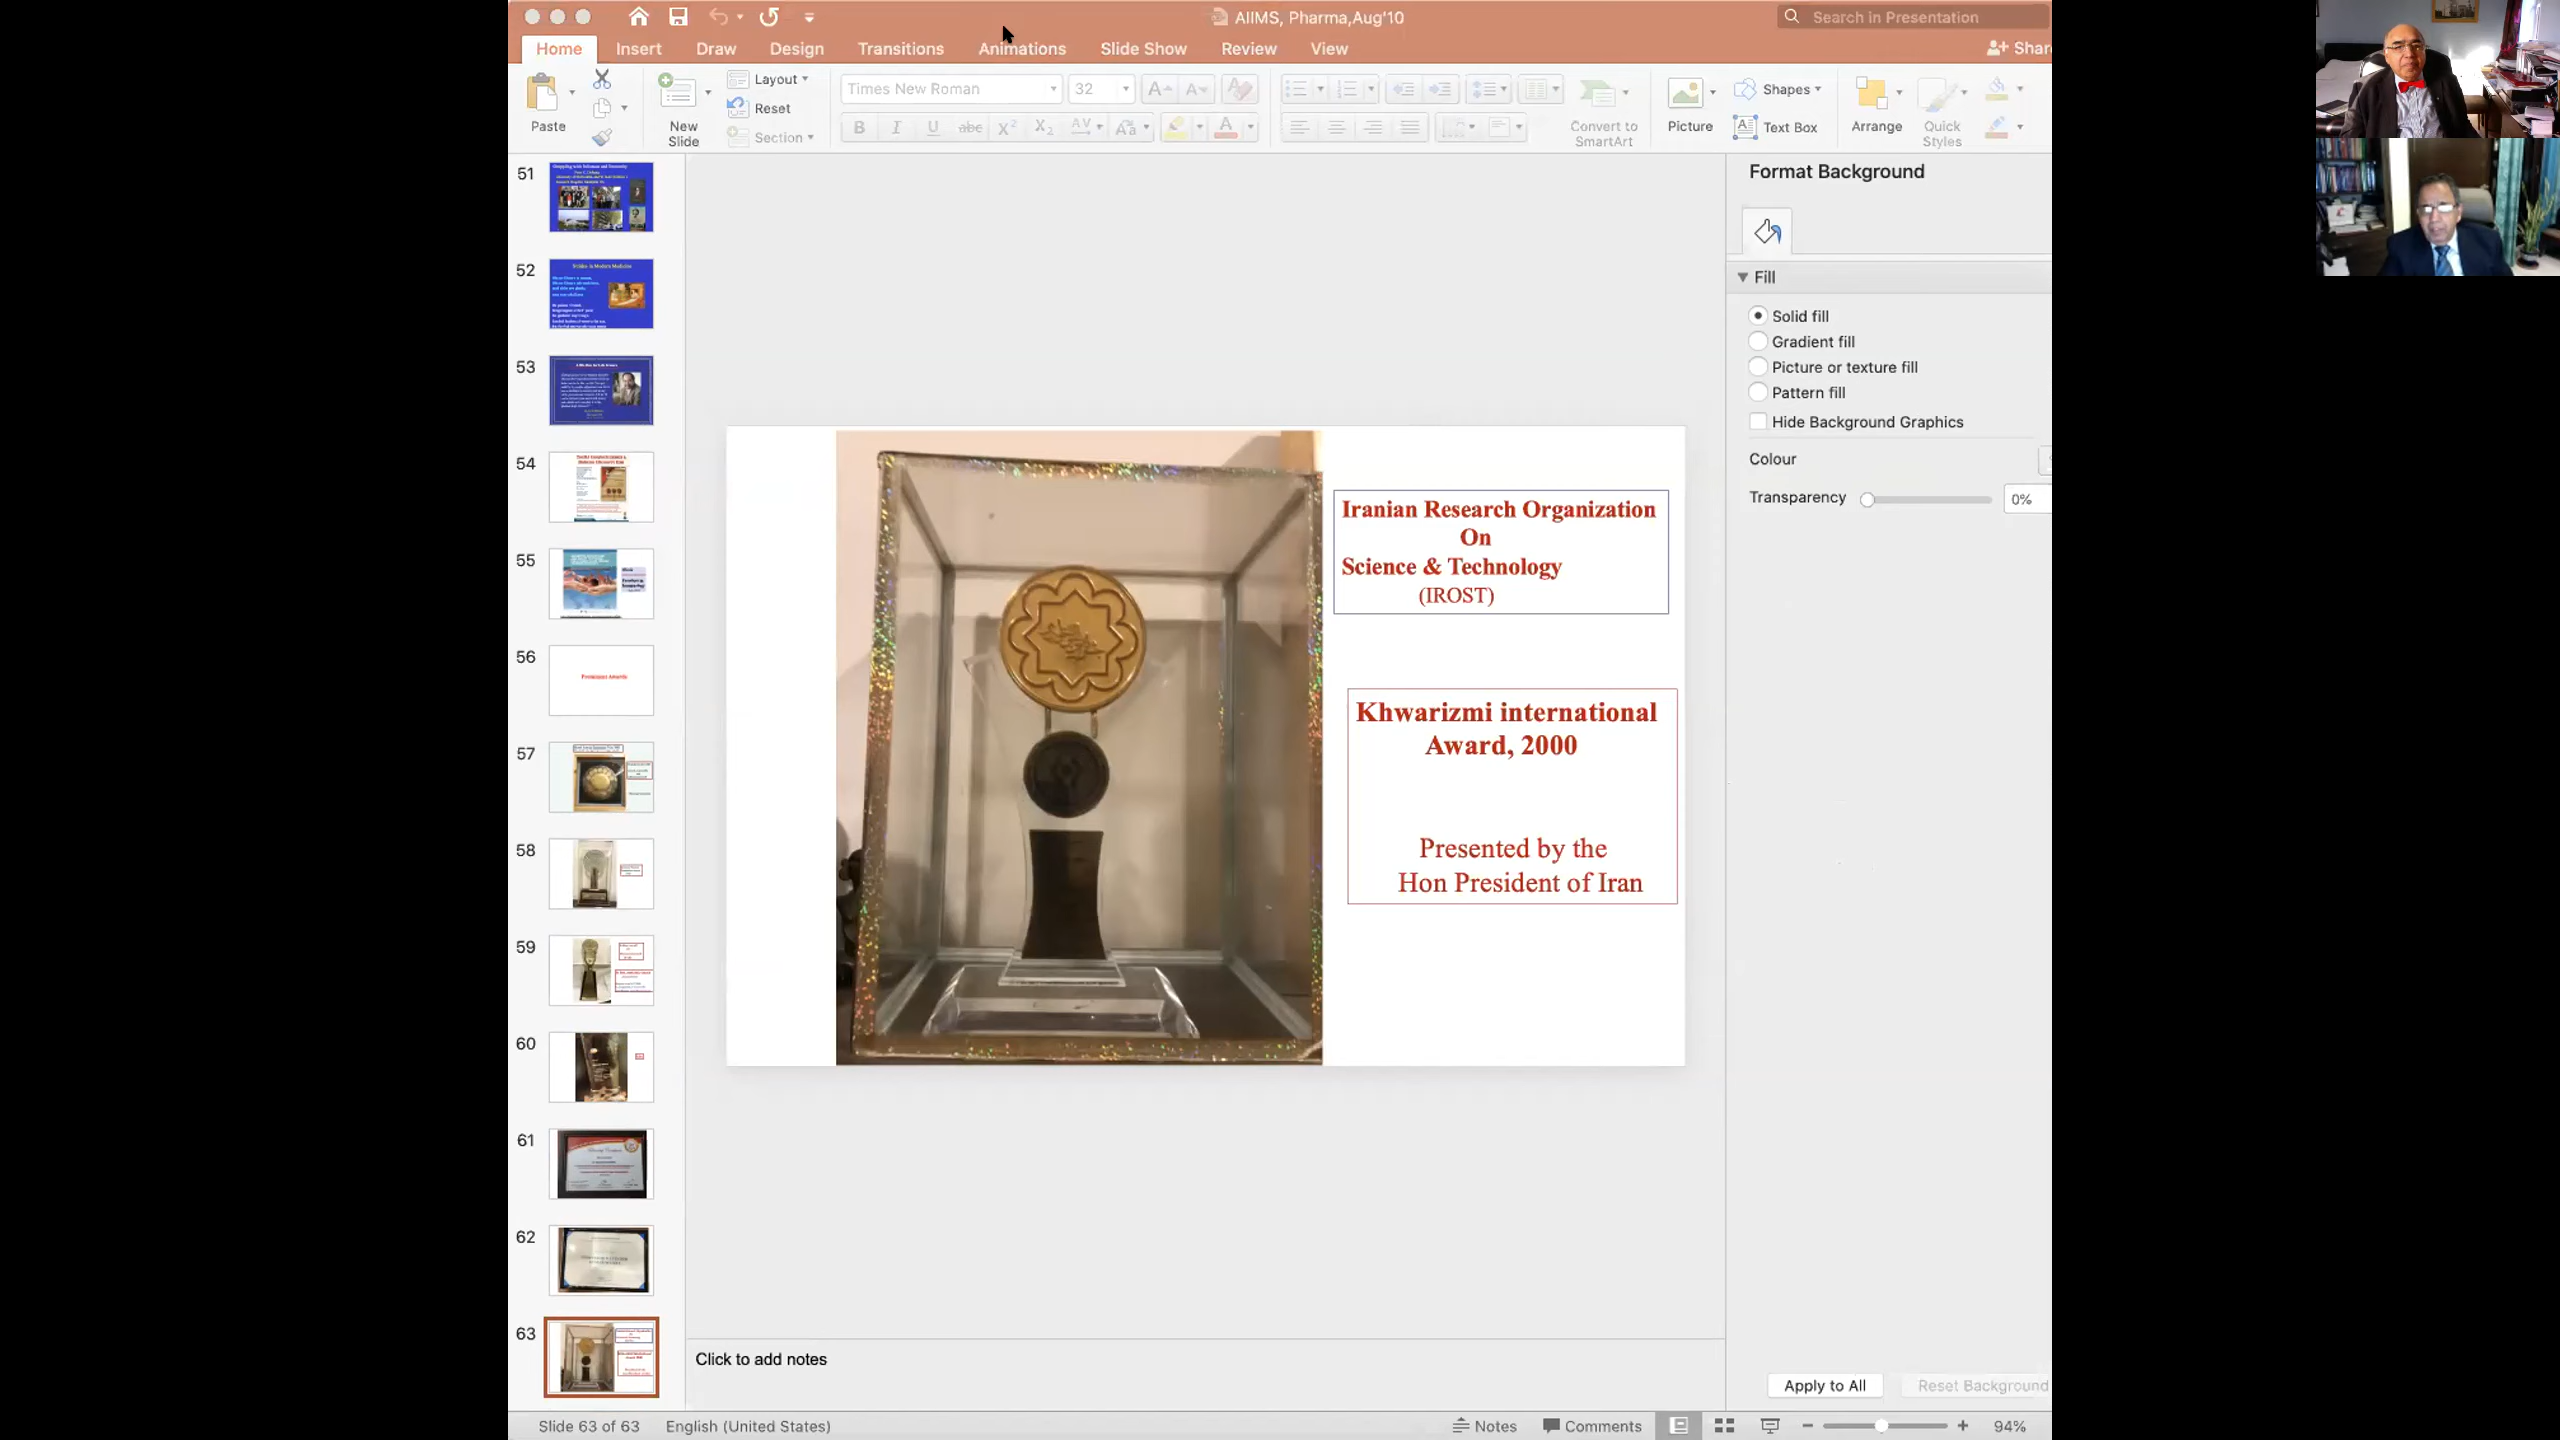 AIIMS, Pharma,Aug'10
Search in Presentation
Home
Insert
Draw
Design
Transitions
Animations
Slide Show
Review
View
Shar
Paste
New
Slide
Layout
Reset
Section
Times New Roman
32
Convert to
SmartArt
Picture
Shapes
Text Box
Arrange
Quick
Styles
51
52
53
54
55
56
Prominent Awards
57
58
59
60
61
62
63
Iranian Research Organization
On
Science & Technology
(IROST)
Khwarizmi international
Award, 2000
Presented by the
Hon President of Iran
Format Background
Fill
Solid fill
Gradient fill
Picture or texture fill
Pattern fill
Hide Background Graphics
Colour
Transparency
0%
Click to add notes
Apply to All
Reset Background
Slide 63 of 63
English (United States)
Notes
Comments
94%